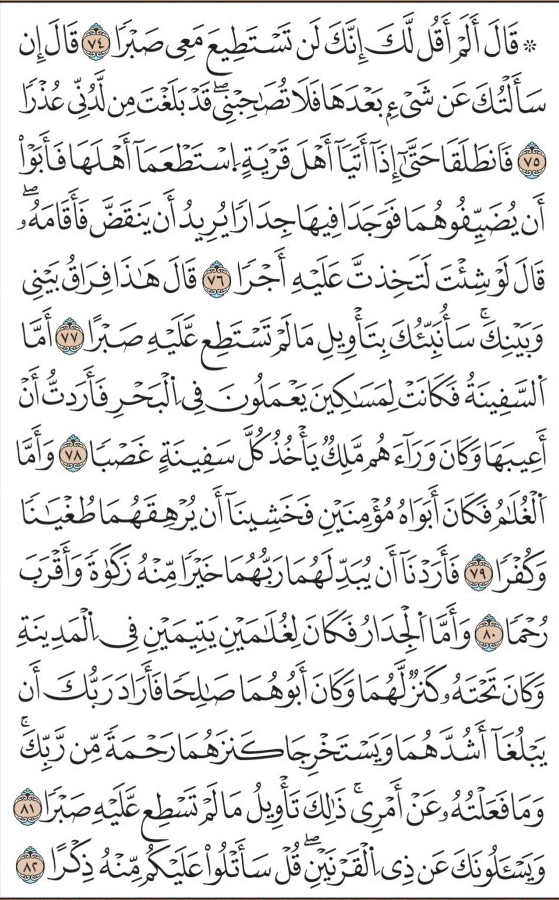 ۞ قَالَ أَلَمْ أَقُل لَّكَ إِنَّكَ لَن تَسْتَطِيعَ مَعِى صَبْرًا ٧٤ قَالَ إِن
سَأَلْتُكَ عَن شَىْءِۭ بَعْدَهَا فَلَا تُصَٰحِبْنِىۖ قَدْ بَلَغْتَ مِن لَّدُنِّى عُذْرًا
٧٥ فَٱنطَلَقَا حَتَّىٰٓ إِذَآ أَتَيَآ أَهْلَ قَرْيَةٍ ٱسْتَطْعَمَآ أَهْلَهَا فَأَبَوْا۟
أَن يُضَيِّفُوهُمَا فَوَجَدَا فِيهَا جِدَارًا يُرِيدُ أَن يَنقَضَّ فَأَقَامَهُۥۖ
قَالَ لَوْ شِئْتَ لَتَخِذتَّ عَلَيْهِ أَجْرًا ٧٦ قَالَ هَٰذَا فِرَاقُ بَيْنِى
وَبَيْنِكَۚ سَأُنَبِّئُكَ بِتَأْوِيلِ مَا لَمْ تَسْتَطِع عَّلَيْهِ صَبْرًا ٧٧ أَمَّا
ٱلسَّفِينَةُ فَكَانَتْ لِمَسَٰكِينَ يَعْمَلُونَ فِى ٱلْبَحْرِ فَأَرَدتُّ أَنْ
أَعِيبَهَا وَكَانَ وَرَآءَهُم مَّلِكٌ يَأْخُذُ كُلَّ سَفِينَةٍ غَصْبًا ٧٨ وَأَمَّا
ٱلْغُلَٰمُ فَكَانَ أَبَوَاهُ مُؤْمِنَيْنِ فَخَشِينَآ أَن يُرْهِقَهُمَا طُغْيَٰنًا
وَكُفْرًا ٧٩ فَأَرَدْنَآ أَن يُبَدِّلَهُمَا رَبُّهُمَا خَيْرًا مِّنْهُ زَكَوٰةً وَأَقْرَبَ
رُحْمًا ٨٠ وَأَمَّا ٱلْجِدَارُ فَكَانَ لِغُلَٰمَيْنِ يَتِيمَيْنِ فِى ٱلْمَدِينَةِ
وَكَانَ تَحْتَهُۥ كَنزٌ لَّهُمَا وَكَانَ أَبُوهُمَا صَٰلِحًا فَأَرَادَ رَبُّكَ أَن
يَبْلُغَآ أَشُدَّهُمَا وَيَسْتَخْرِجَا كَنزَهُمَا رَحْمَةً مِّن رَّبِّكَۚ
وَمَا فَعَلْتُهُۥ عَنْ أَمْرِىۚ ذَٰلِكَ تَأْوِيلُ مَا لَمْ تَسْطِع عَّلَيْهِ صَبْرًا ٨١
وَيَسْـَٔلُونَكَ عَن ذِى ٱلْقَرْنَيْنِۖ قُلْ سَأَتْلُوا۟ عَلَيْكُم مِّنْهُ ذِكْرًا ٨٢